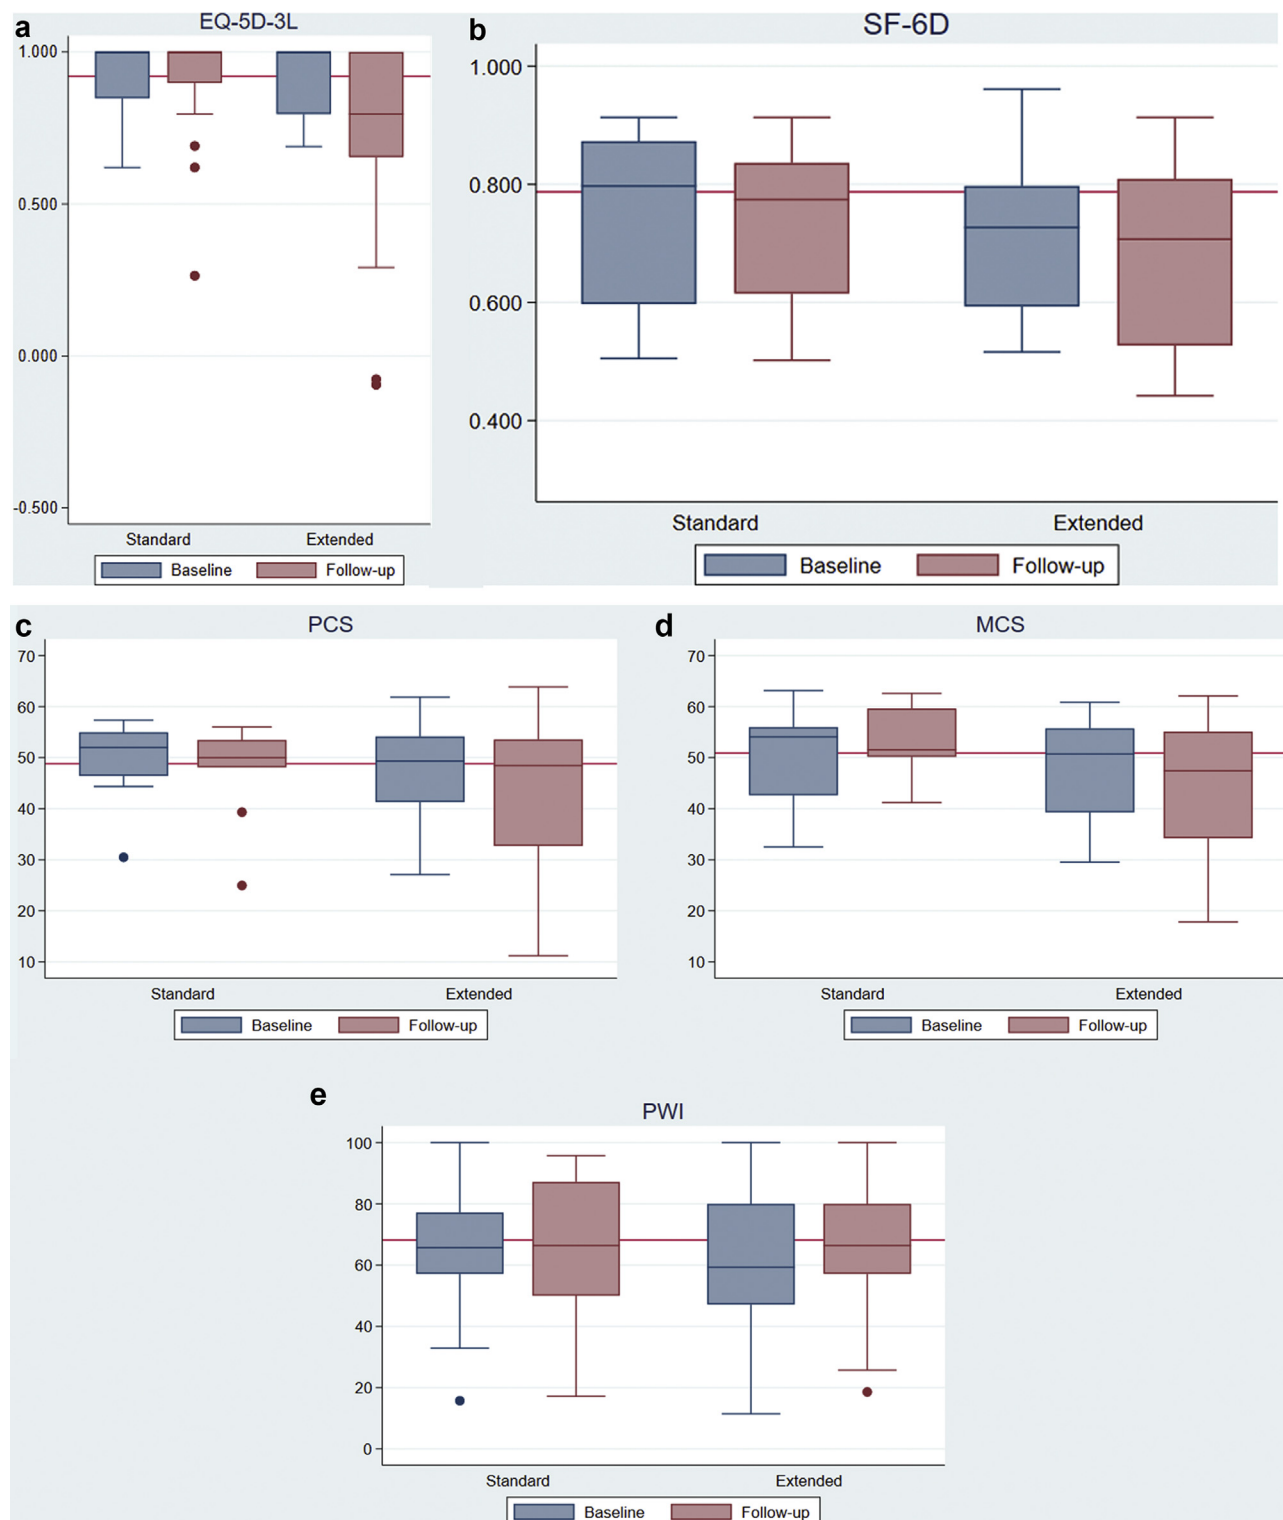 a
EQ-5D-3L
1.000
0.500
0.000
-0.500
Standard Extended
Baseline Follow-up
b
SF-6D
1.000
0.800
0.600
0.400
Standard Extended
Baseline Follow-up
c
PCS
70
60
50
40
30
20
10
Standard Extended
Baseline Follow-up
d
MCS
70
60
50
40
30
20
10
Standard Extended
Baseline Follow-up
e
PWI
100
80
60
40
20
0
Standard Extended
Baseline Follow-up